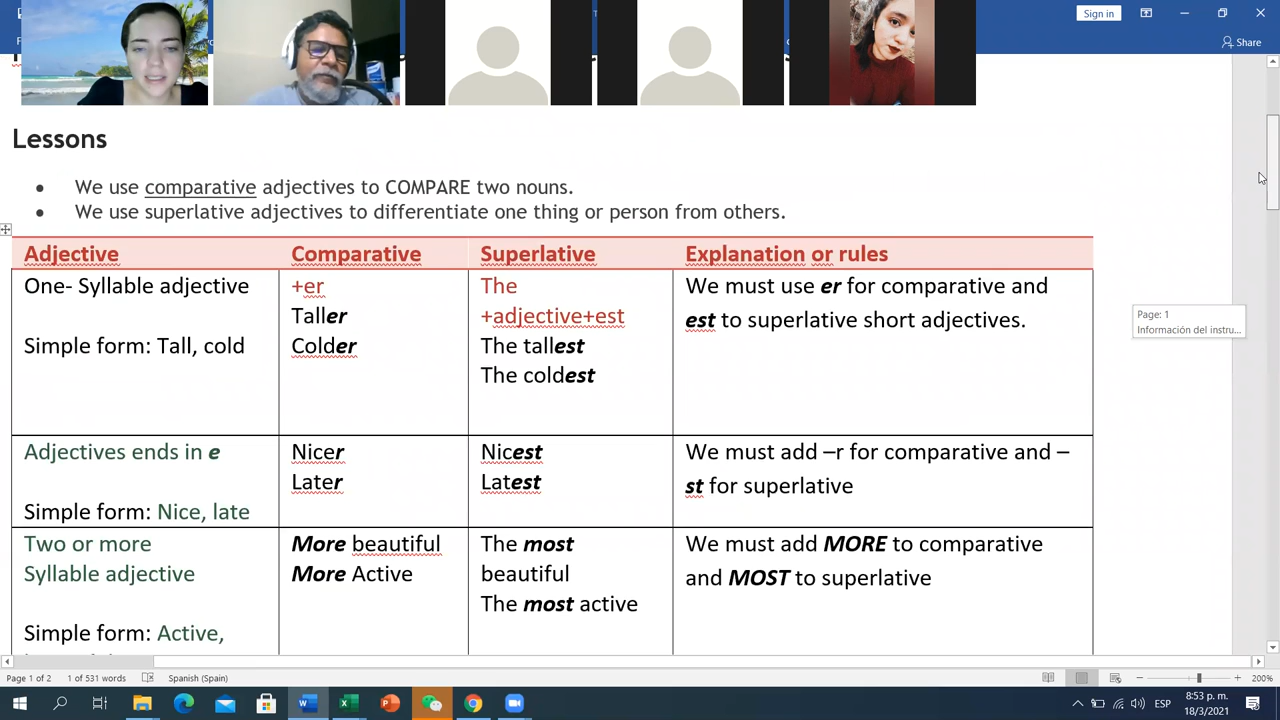 Sign in
Share
Lessons
• We use comparative adjectives to COMPARE two nouns.
• We use superlative adjectives to differentiate one thing or person from others.
Adjective Comparative Superlative Explanation or rules
One- Syllable adjective
Simple form: Tall, cold
+er
Taller
Colder
The
+adjective+est
The tallest
The coldest
We must use er for comparative and
est to superlative short adjectives.
Adjectives ends in e
Simple form: Nice, late
Nicer
Later
Nicest
Latest
We must add –r for comparative and –
st for superlative
Two or more
Syllable adjective
Simple form: Active,
More beautiful
More Active
The most
beautiful
The most active
We must add MORE to comparative
and MOST to superlative
Page: 1
Información del instru...
Page 1 of 2 1 of 531 words Spanish (Spain) 200%
ESP 8:53 p. m.
18/3/2021